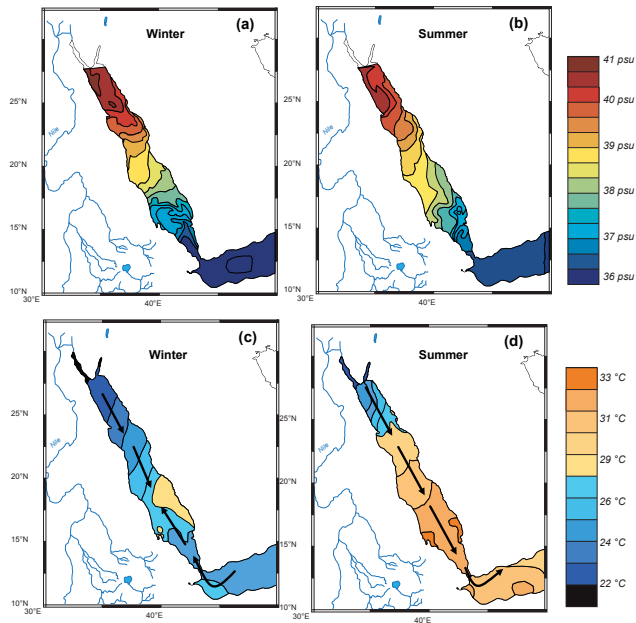 Winter
(a)
25°N
Nile
20°N
15°N
10°N
30°E
40°E
Summer
(b)
25°N
Nile
20°N
15°N
10°N
30°E
40°E
41 psu
40 psu
39 psu
38 psu
37 psu
36 psu
(c)
Winter
25°N
Nile
20°N
15°N
10°N
30°E
40°E
(d)
Summer
25°N
Nile
20°N
15°N
10°N
30°E
40°E
33 °C
31 °C
29 °C
26 °C
24 °C
22 °C